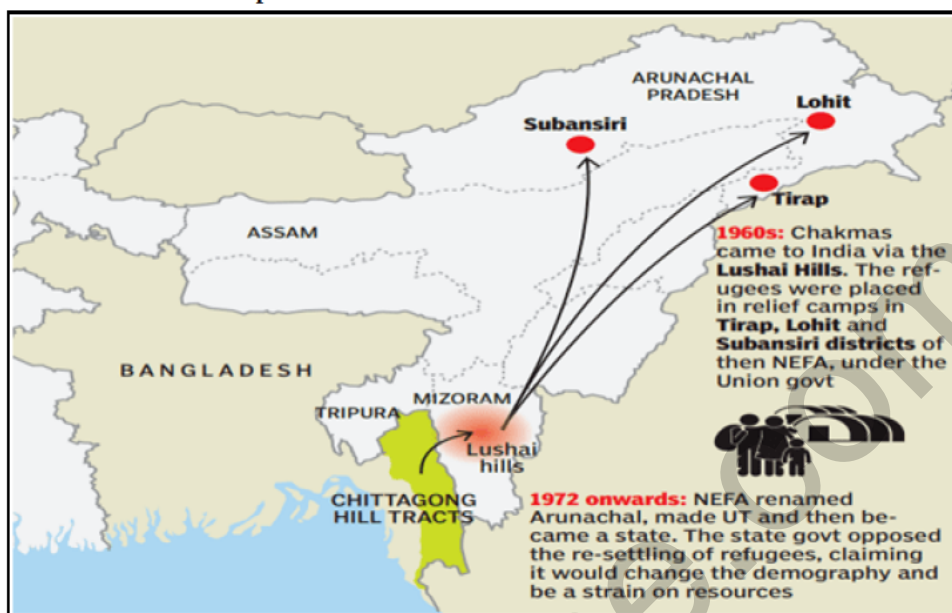 ARUNACHAL
PRADESH
Lohit
Subansiri
Tirap
ASSAM
1960s: Chakmas
came to India via the
Lushai Hills. The ref-
ugees were placed
in relief camps in
Tirap, Lohit and
Subansiri districts of
then NEFA, under the
Union govt
BANGLADESH
MIZORAM
TRIPURA
Lushai
hills
CHITTAGONG
HILL TRACTS
1972 onwards: NEFA renamed
Arunachal, made UT and then be-
came a state. The state govt opposed
the re-settling of refugees, claiming
it would change the demography and
be a strain on resources